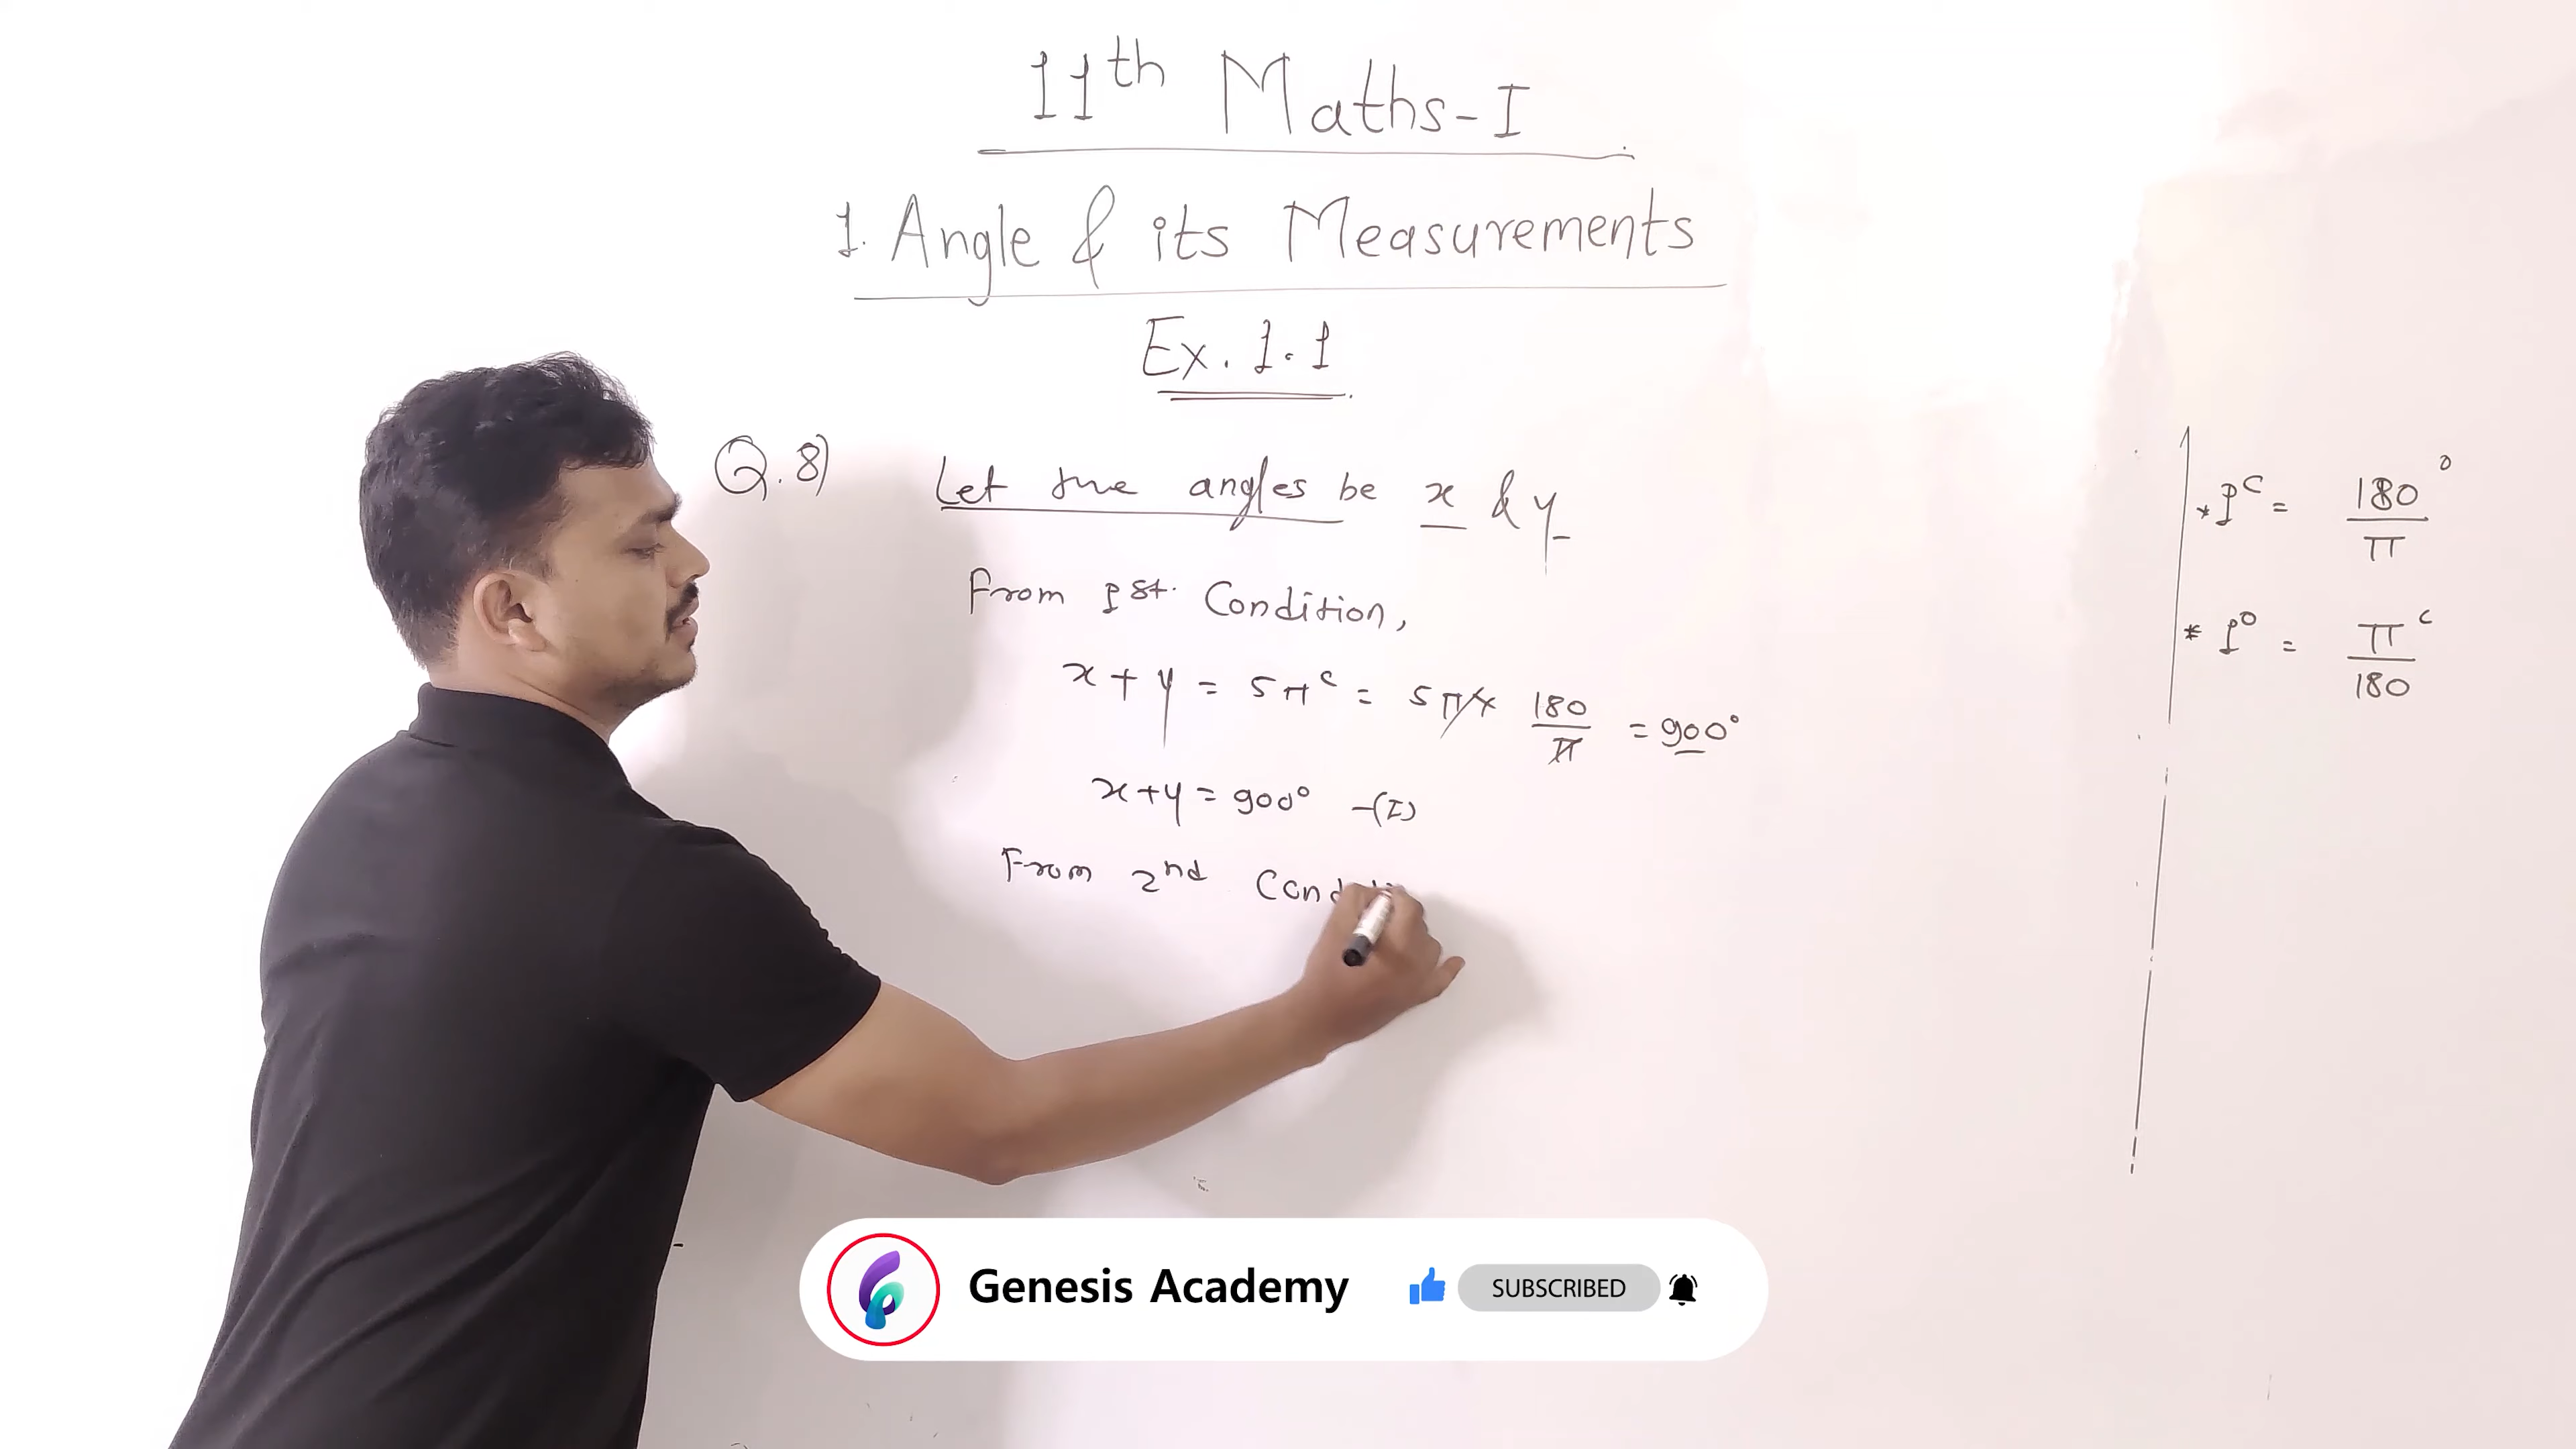 11th Maths-I
1. Angle & its Measurements
Ex. 1.1
Q. 8) Let the angles be x & y
From 1st. Condition,
x + y = 5π^c = 5π × 180/π = 900°
x+y = 900° -(I)
From 2nd
* 1^c = 180°/π
* 1° = π^c/180
Genesis Academy SUBSCRIBED